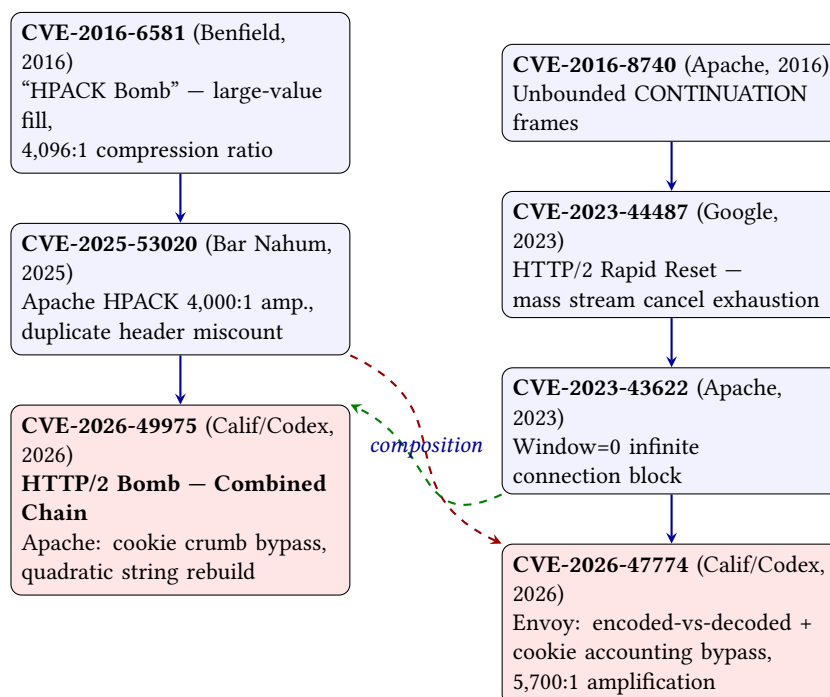 CVE-2016-6581 (Benfield,
2016)
“HPACK Bomb” — large-value
fill,
4,096:1 compression ratio
CVE-2025-53020 (Bar Nahum,
2025)
Apache HPACK 4,000:1 amp.,
duplicate header miscount
CVE-2026-49975 (Calif/Codex,
2026)
HTTP/2 Bomb — Combined
Chain
Apache: cookie crumb bypass,
quadratic string rebuild
composition
CVE-2016-8740 (Apache, 2016)
Unbounded CONTINUATION
frames
CVE-2023-44487 (Google,
2023)
HTTP/2 Rapid Reset —
mass stream cancel exhaustion
CVE-2023-43622 (Apache,
2023)
Window=0 infinite
connection block
CVE-2026-47774 (Calif/Codex,
2026)
Envoy: encoded-vs-decoded +
cookie accounting bypass,
5,700:1 amplification